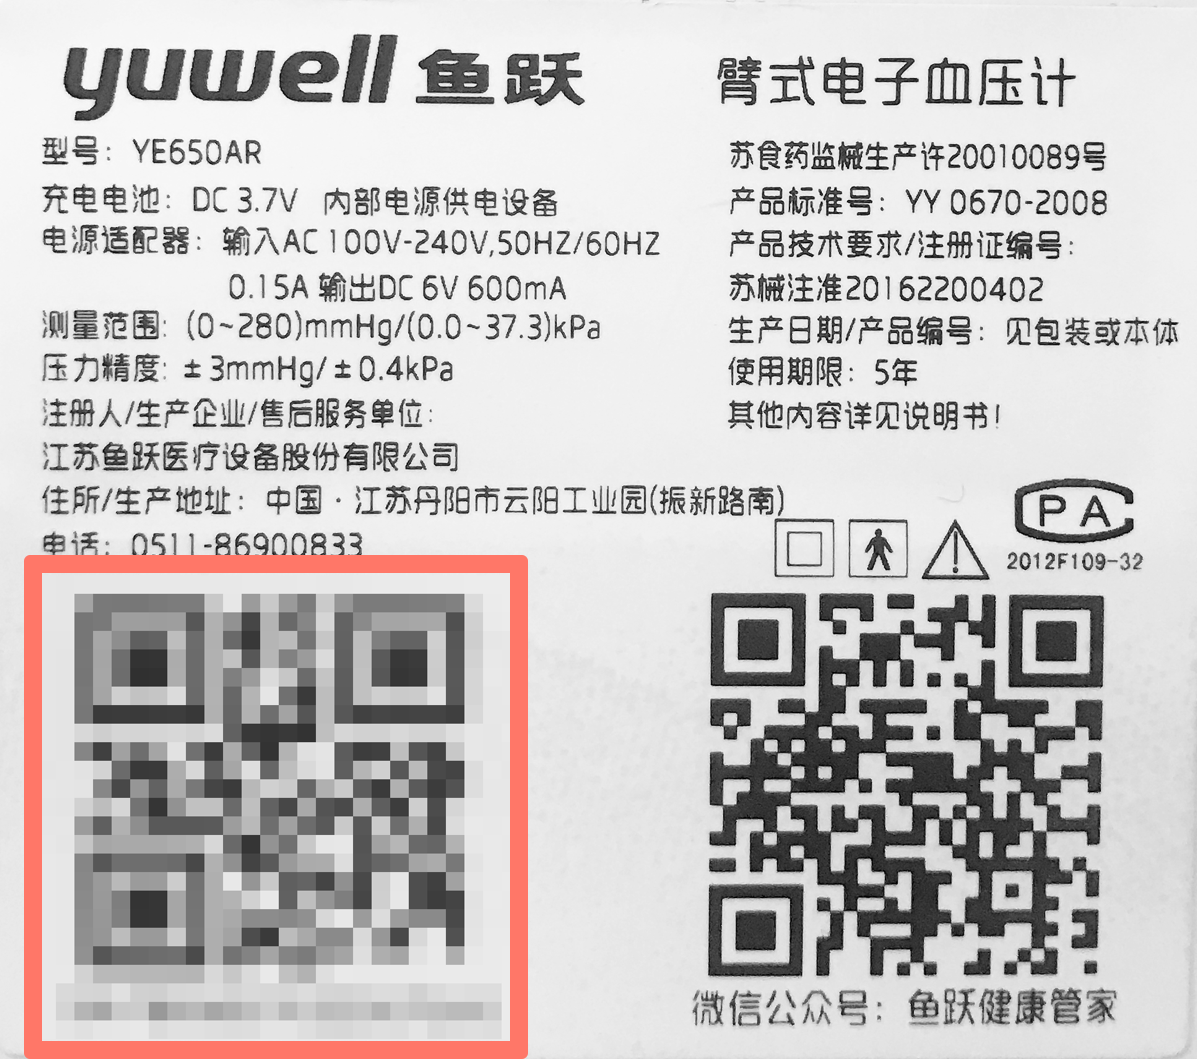 yuwell 鱼跃
臂式电子血压计
型号：YE650AR
充电电池：DC 3.7V 内部电源供电设备
电源适配器：输入AC 100V-240V,50HZ/60HZ
0.15A 输出DC 6V 600mA
测量范围：(0~280)mmHg/(0.0~37.3)kPa
压力精度：±3mmHg/±0.4kPa
注册人/生产企业/售后服务单位：
江苏鱼跃医疗设备股份有限公司
住所/生产地址：中国·江苏丹阳市云阳工业园(振新路南)
电话：0511-86900833
苏食药监械生产许20010089号
产品标准号：YY 0670-2008
产品技术要求/注册证编号：
苏械注准20162200402
生产日期/产品编号：见包装或本体
使用期限：5年
其他内容详见说明书！
PA
2012F109-32
微信公众号：鱼跃健康管家